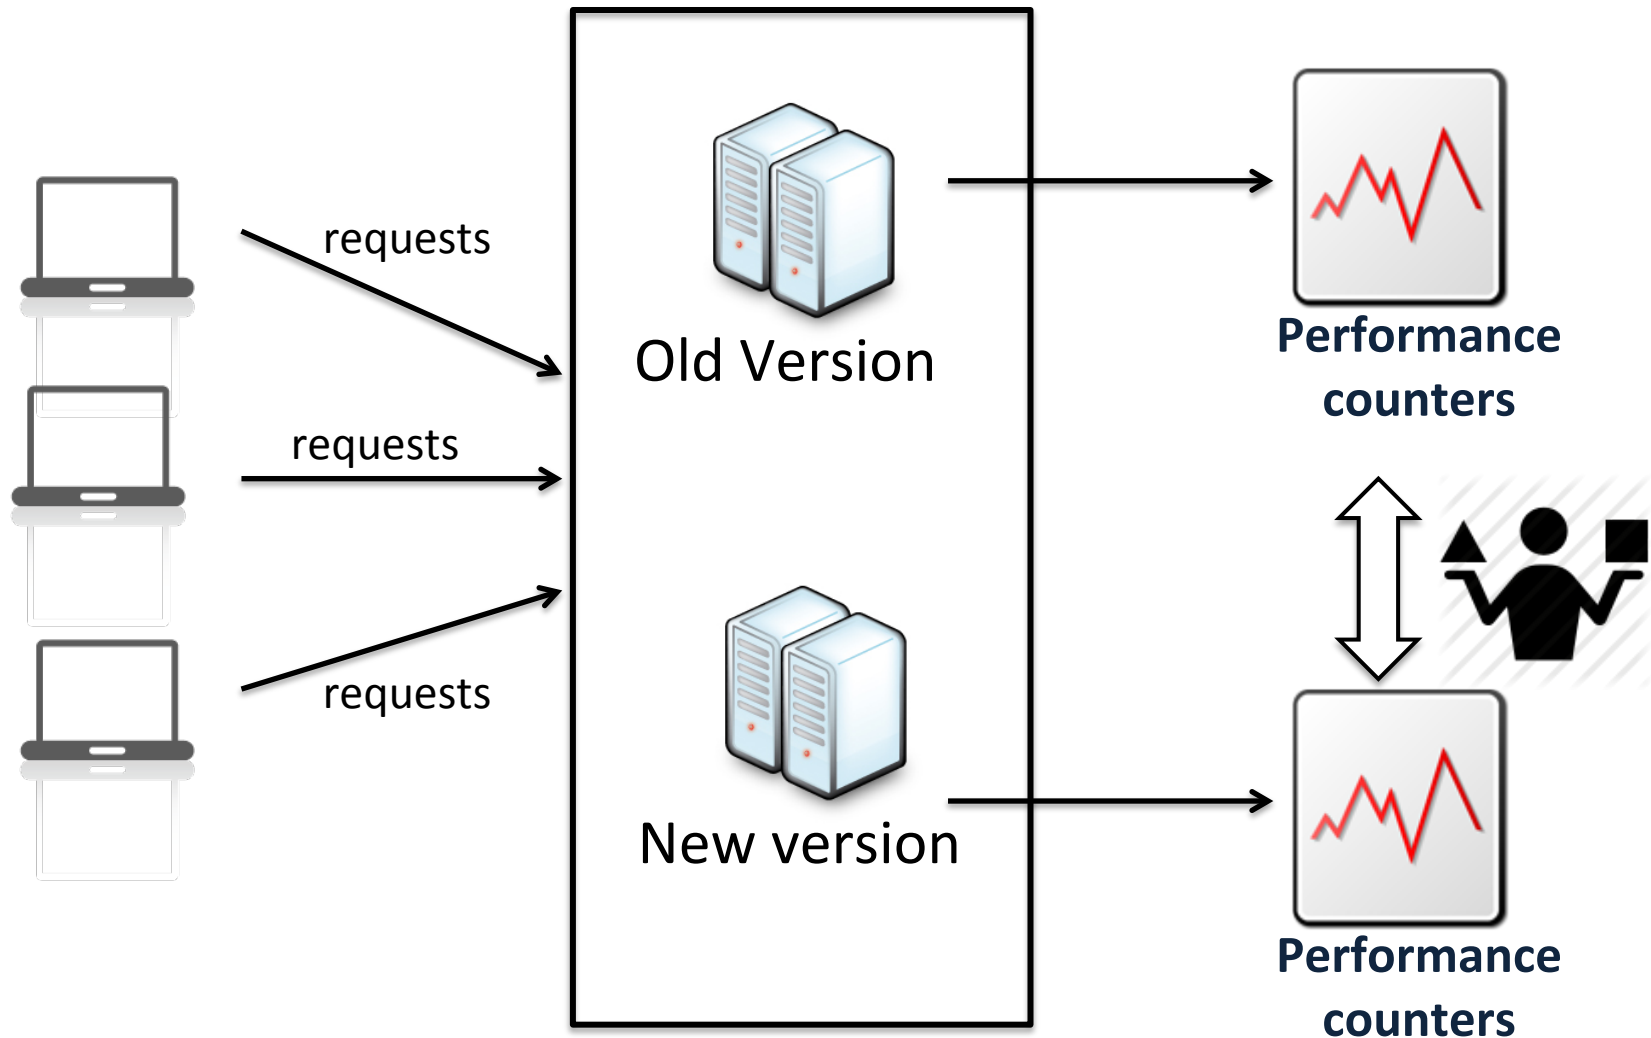 requests
requests
requests
Old Version
New version
Performance
counters
Performance
counters